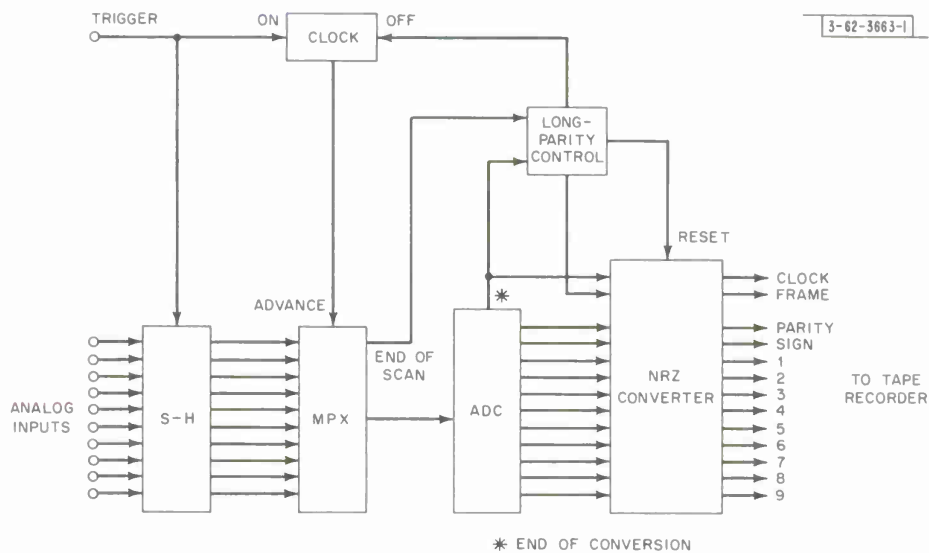 TRIGGER
ON
CLOCK
OFF
3-62-3663-1
LONG-
PARITY
CONTROL
RESET
ADVANCE
END OF
SCAN
*
ANALOG
INPUTS
S-H
MPX
ADC
NRZ
CONVERTER
CLOCK
FRAME
PARITY
SIGN
1
2
3
4
5
6
7
8
9
TO TAPE
RECORDER
* END OF CONVERSION